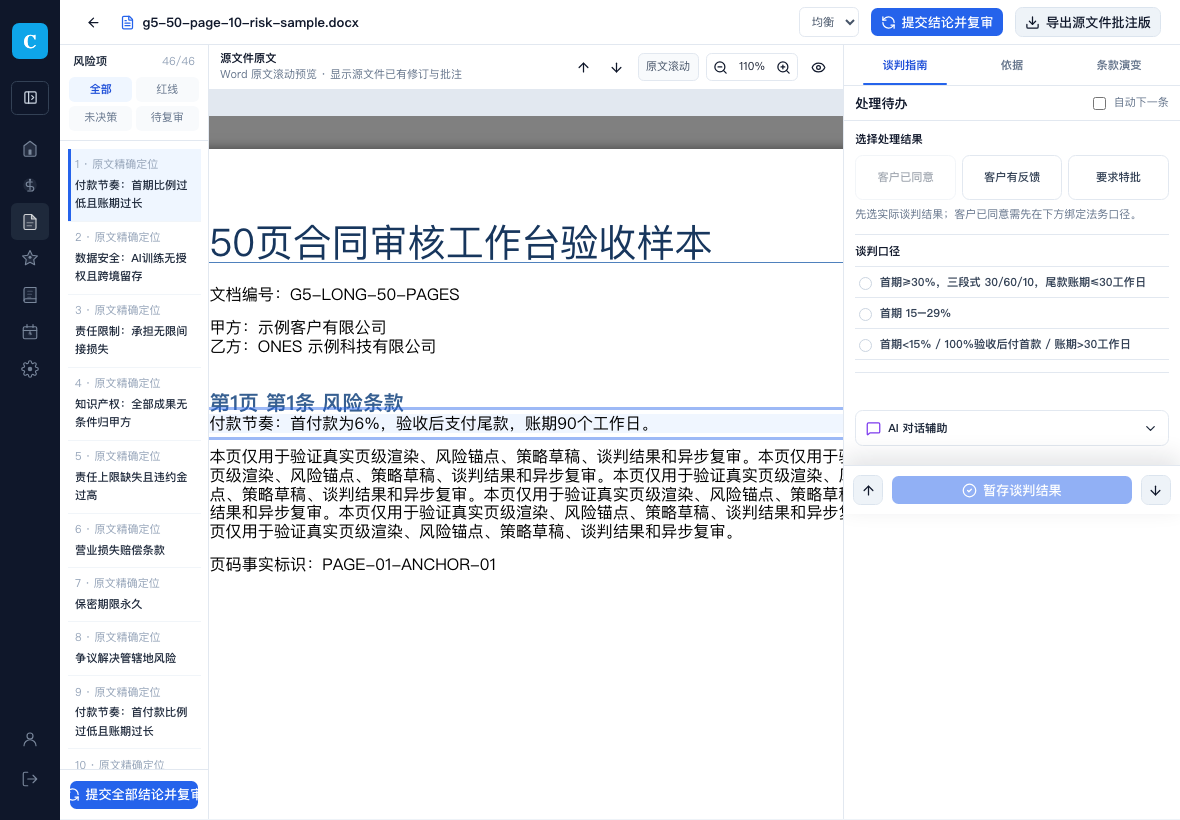 C
g5-50-page-10-risk-sample.docx
均衡
提交结论并复审
导出源文件批注版
风险项
46/46
全部
红线
未决策
待复审
1 · 原文精确定位
付款节奏：首期比例过
低且账期过长
2 · 原文精确定位
数据安全：AI训练无授
权且跨境留存
3 · 原文精确定位
责任限制：承担无限间
接损失
4 · 原文精确定位
知识产权：全部成果无
条件归甲方
5 · 原文精确定位
责任上限缺失且违约金
过高
6 · 原文精确定位
营业损失赔偿条款
7 · 原文精确定位
保密期限永久
8 · 原文精确定位
争议解决管辖地风险
9 · 原文精确定位
付款节奏：首付款比例
过低且账期过长
10 · 原文精确定位
提交全部结论并复审
源文件原文
Word 原文滚动预览 · 显示源文件已有修订与批注
原文滚动
110%
50页合同审核工作台验收样本
文档编号：G5-LONG-50-PAGES
甲方：示例客户有限公司
乙方：ONES 示例科技有限公司
第1页 第1条 风险条款
付款节奏：首付款为6%，验收后支付尾款，账期90个工作日。
本页仅用于验证真实页级渲染、风险锚点、策略草稿、谈判结果和异步复审。本页仅用于验
页级渲染、风险锚点、策略草稿、谈判结果和异步复审。本页仅用于验证真实页级渲染、
点、策略草稿、谈判结果和异步复审。本页仅用于验证真实页级渲染、风险锚点、策略草
结果和异步复审。本页仅用于验证真实页级渲染、风险锚点、策略草稿、谈判结果和异步
页仅用于验证真实页级渲染、风险锚点、策略草稿、谈判结果和异步复审。
页码事实标识：PAGE-01-ANCHOR-01
谈判指南
依据
条款演变
处理待办
自动下一条
选择处理结果
客户已同意
客户有反馈
要求特批
先选实际谈判结果；客户已同意需先在下方绑定法务口径。
谈判口径
首期≥30%，三段式 30/60/10，尾款账期≤30工作日
首期 15—29%
首期<15% / 100%验收后付首款 / 账期>30工作日
AI 对话辅助
暂存谈判结果